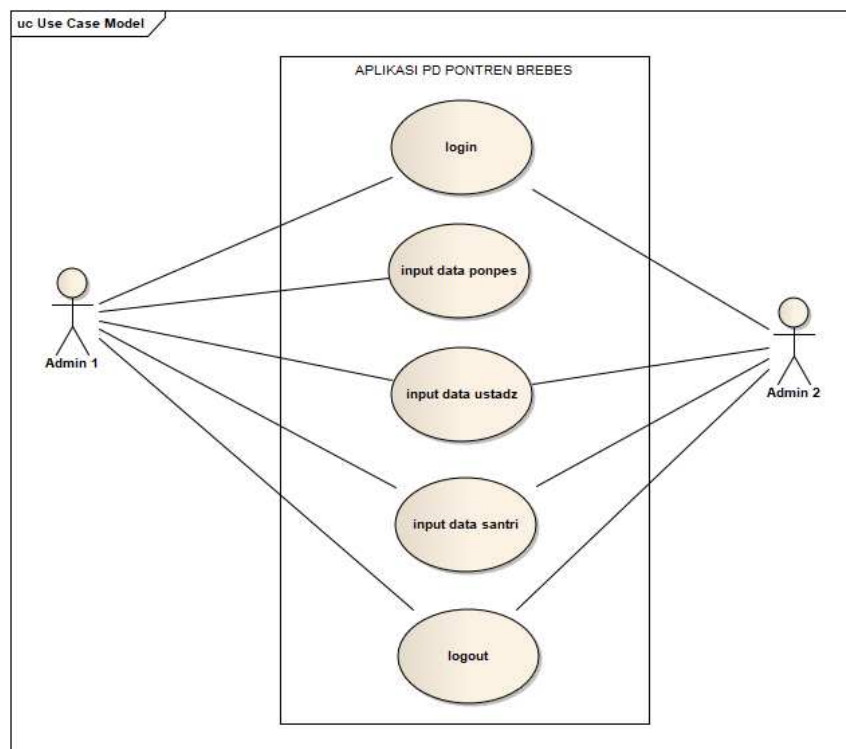 uc Use Case Model
APLIKASI PD PONTREN BREBES
login
input data ponpes
Admin 1
input data ustadz
Admin 2
input data santri
logout